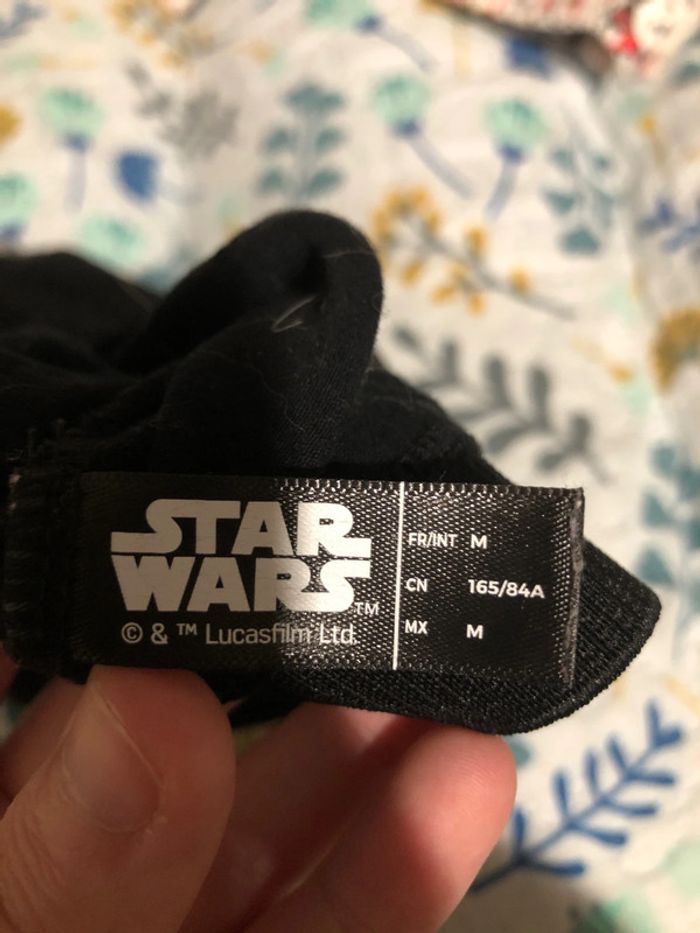 STAR
WARS™
© & ™ Lucasfilm Ltd
FR/INT M
CN 165/84A
MX M